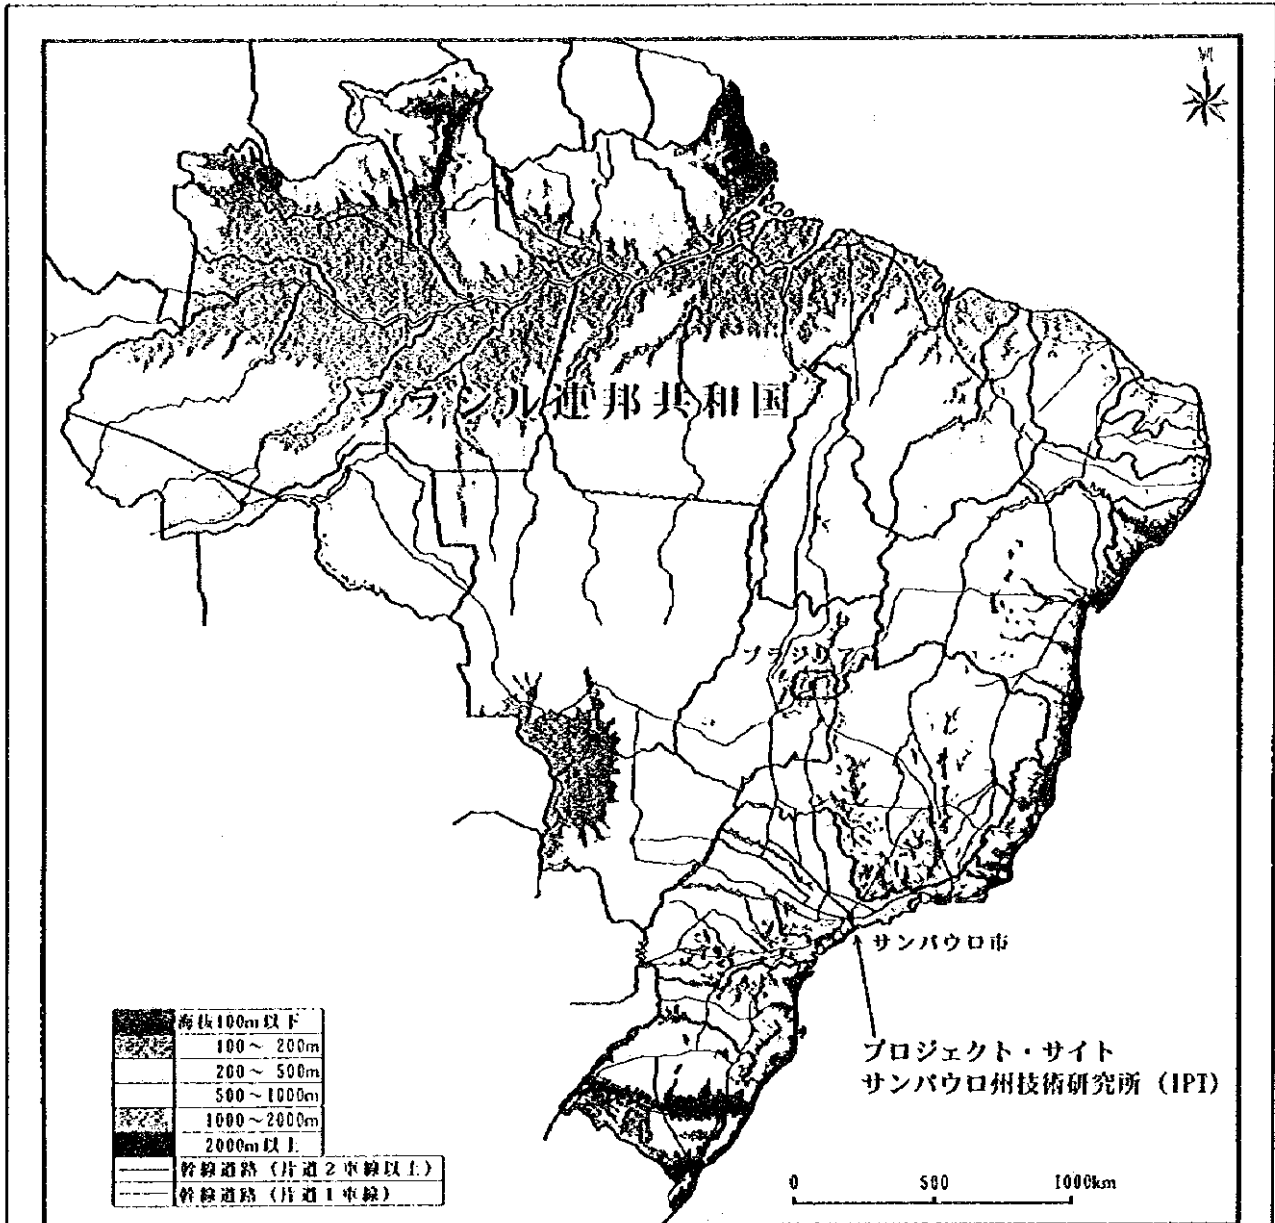 N
ブラジル連邦共和国
ブラジリア
サンパウロ市
プロジェクト・サイト
サンパウロ州技術研究所 (IPT)
海抜100m以下
100～ 200m
200～ 500m
500～1000m
1000～2000m
2000m以上
幹線道路 (片道2車線以上)
幹線道路 (片道1車線)
0 500 1000km